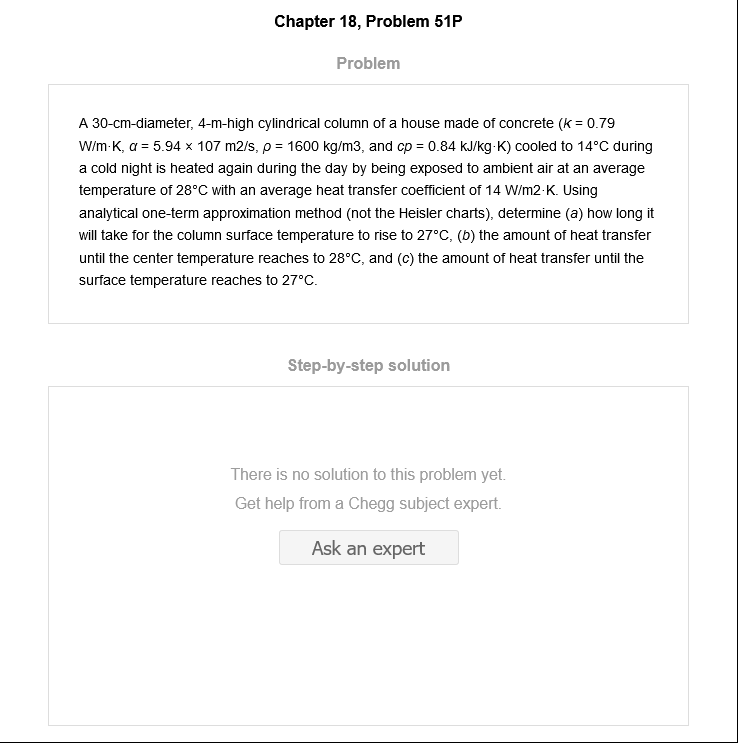 Chapter 18, Problem 51P
Problem
A 30-cm-diameter, 4-m-high cylindrical column of a house made of concrete (k = 0.79
W/m·K, α = 5.94 × 107 m2/s, ρ = 1600 kg/m3, and cp = 0.84 kJ/kg·K) cooled to 14°C during
a cold night is heated again during the day by being exposed to ambient air at an average
temperature of 28°C with an average heat transfer coefficient of 14 W/m2·K. Using
analytical one-term approximation method (not the Heisler charts), determine (a) how long it
will take for the column surface temperature to rise to 27°C, (b) the amount of heat transfer
until the center temperature reaches to 28°C, and (c) the amount of heat transfer until the
surface temperature reaches to 27°C.
Step-by-step solution
There is no solution to this problem yet.
Get help from a Chegg subject expert.
Ask an expert